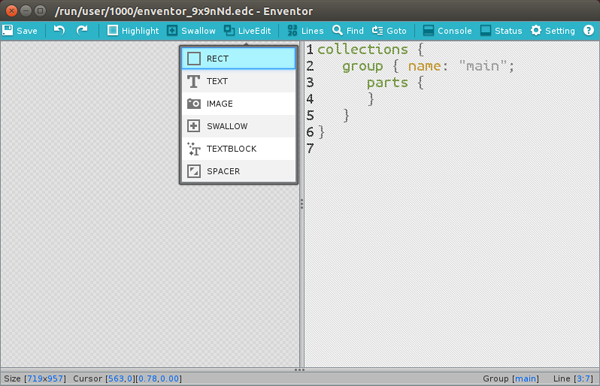 /run/user/1000/enventor_9x9nNd.edc - Enventor
Save Highlight Swallow LiveEdit Lines Find Goto Console Status Setting
RECT
TEXT
IMAGE
SWALLOW
TEXTBLOCK
SPACER
1 collections {
2 group { name: "main";
3 parts {
4 }
5 }
6 }
7
Size [719x957] Cursor [563,0][0.78,0.00] Group [main] Line [3:7]